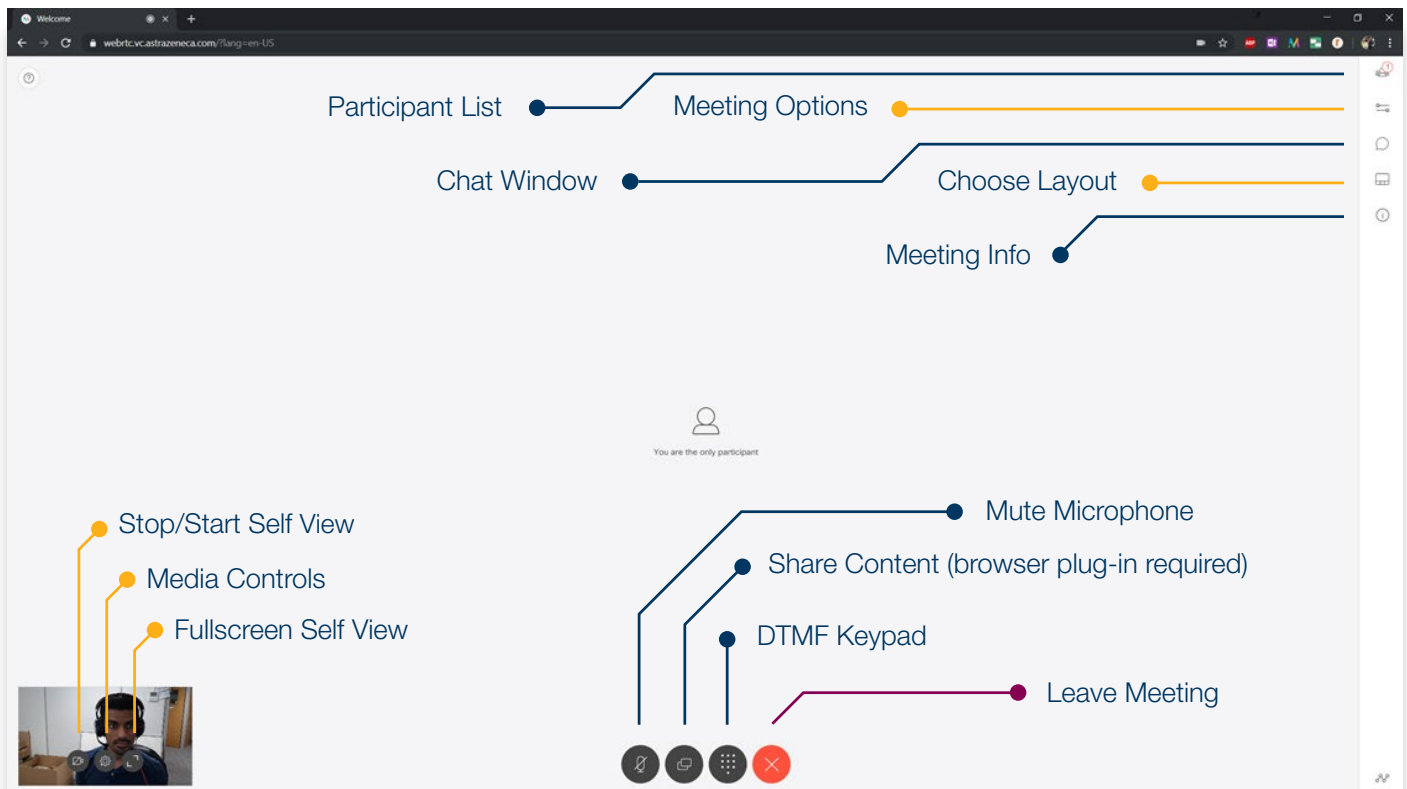 Welcome
webrtc.vc.astrazeneca.com/?lang=en-US
Participant List
Meeting Options
Chat Window
Choose Layout
Meeting Info
You are the only participant
Stop/Start Self View
Mute Microphone
Media Controls
Share Content (browser plug-in required)
Fullscreen Self View
DTMF Keypad
Leave Meeting